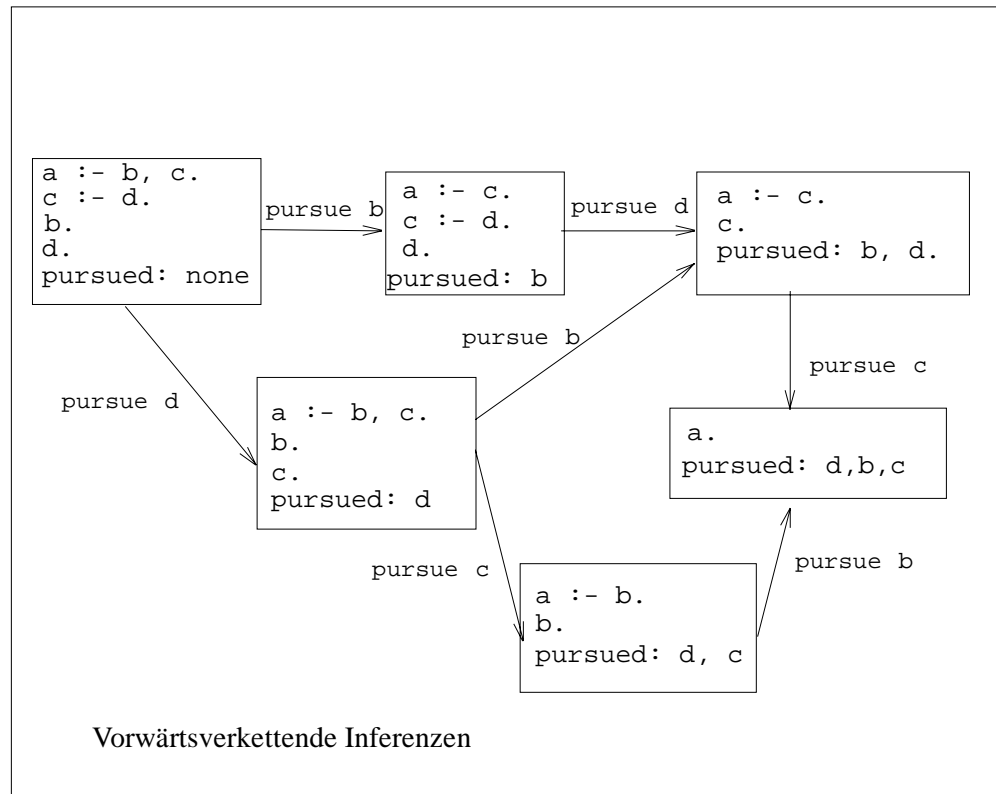 a :- b, c.
c :- d.
b.
d.
pursued: none
pursue b
a :- c.
c :- d.
d.
pursued: b
pursue d
a :- c.
c.
pursued: b, d.
pursue b
pursue c
pursue d
a :- b, c.
b.
c.
pursued: d
a.
pursued: d,b,c
pursue c
pursue b
a :- b.
b.
pursued: d, c
Vorwärtsverkettende Inferenzen